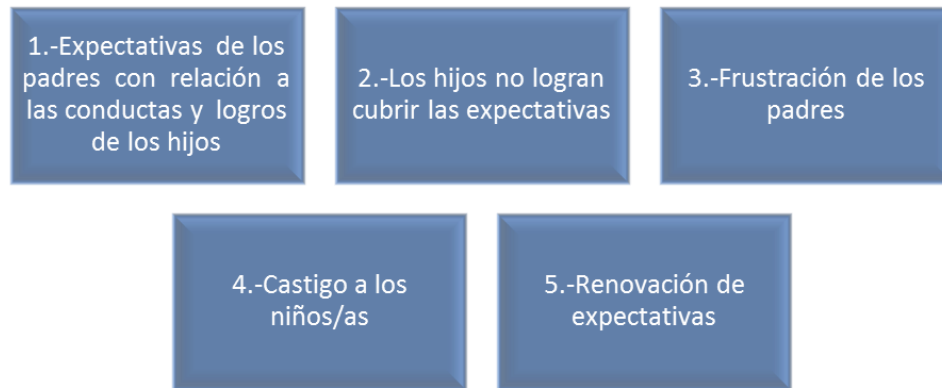 1.-Expectativas de los
padres con relación a
las conductas y logros
de los hijos
2.-Los hijos no logran
cubrir las expectativas
3.-Frustración de los
padres
4.-Castigo a los
niños/as
5.-Renovación de
expectativas